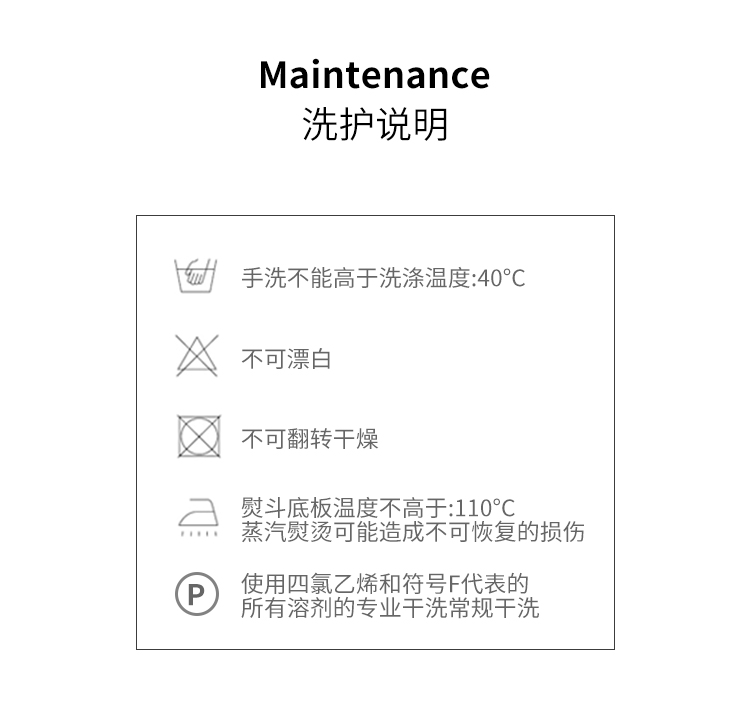 Maintenance
洗护说明
手洗不能高于洗涤温度:40°C
不可漂白
不可翻转干燥
熨斗底板温度不高于:110°C
蒸汽熨烫可能造成不可恢复的损伤
P
使用四氯乙烯和符号F代表的
所有溶剂的专业干洗常规干洗